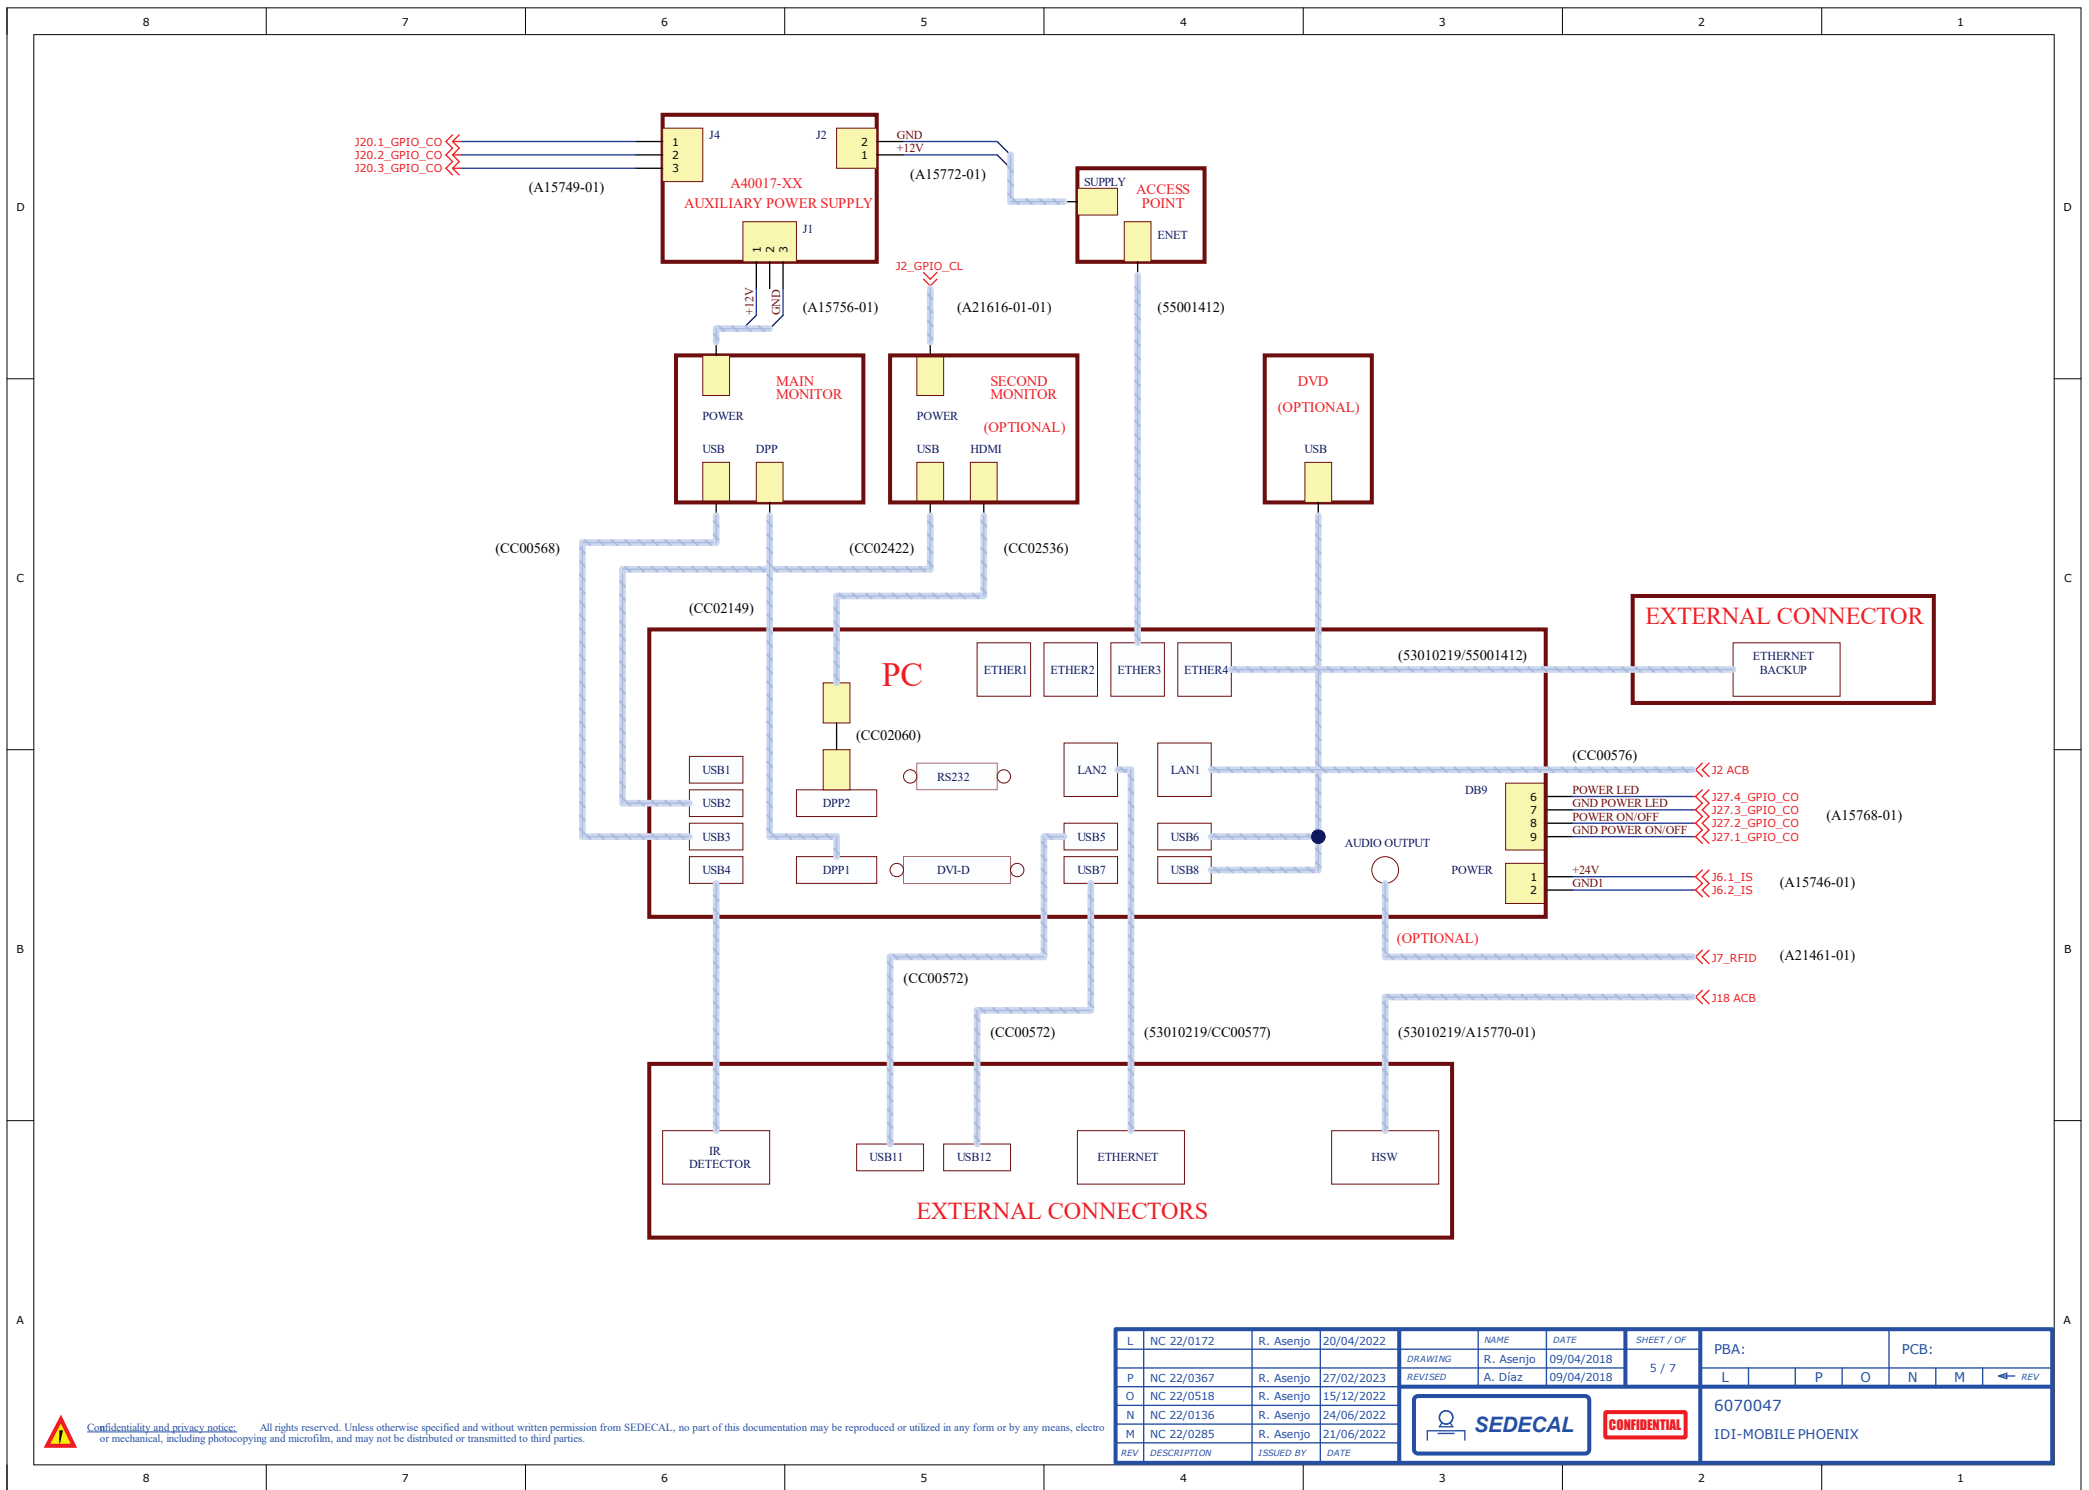 8 7 6 5 4 3 2 1
D
D
C
C
B
B
A
A
J20.1_GPIO_CO
J20.2_GPIO_CO
J20.3_GPIO_CO
(A15749-01)
1
2
3
J4
J2
2
1
GND
+12V
(A15772-01)
A40017-XX
AUXILIARY POWER SUPPLY
J1
1 2 3
+12V
GND
(A15756-01)
SUPPLY
ACCESS
POINT
ENET
J2_GPIO_CL
(A21616-01-01)
(55001412)
MAIN
MONITOR
POWER
USB DPP
SECOND
MONITOR
(OPTIONAL)
POWER
USB HDMI
DVD
(OPTIONAL)
USB
(CC00568)
(CC02422)
(CC02536)
(CC02149)
EXTERNAL CONNECTOR
ETHERNET
BACKUP
(53010219/55001412)
PC
ETHER1 ETHER2 ETHER3 ETHER4
(CC02060)
USB1
USB2
USB3
USB4
DPP2
DPP1
RS232
DVI-D
LAN2
LAN1
USB5
USB7
USB6
USB8
(CC00576)
J2 ACB
DB9
6
7
8
9
POWER LED
GND POWER LED
POWER ON/OFF
GND POWER ON/OFF
J27.4_GPIO_CO
J27.3_GPIO_CO
J27.2_GPIO_CO
J27.1_GPIO_CO
(A15768-01)
AUDIO OUTPUT
POWER
1
2
+24V
GND1
J6.1_IS
J6.2_IS
(A15746-01)
(OPTIONAL)
J7_RFID
(A21461-01)
J18 ACB
(CC00572)
(CC00572)
(53010219/CC00577)
(53010219/A15770-01)
IR
DETECTOR
USB11
USB12
ETHERNET
HSW
EXTERNAL CONNECTORS
Confidentiality and privacy notice: All rights reserved. Unless otherwise specified and without written permission from SEDECAL, no part of this documentation may be reproduced or utilized in any form or by any means, electro
or mechanical, including photocopying and microfilm, and may not be distributed or transmitted to third parties.
L NC 22/0172 R. Asenjo 20/04/2022
P NC 22/0367 R. Asenjo 27/02/2023
O NC 22/0518 R. Asenjo 15/12/2022
N NC 22/0136 R. Asenjo 24/06/2022
M NC 22/0285 R. Asenjo 21/06/2022
REV DESCRIPTION ISSUED BY DATE
NAME DATE
DRAWING R. Asenjo 09/04/2018
REVISED A. Díaz 09/04/2018
SHEET / OF
5 / 7
PBA:
PCB:
L P O N M REV
SEDECAL
CONFIDENTIAL
6070047
IDI-MOBILE PHOENIX
8 7 6 5 4 3 2 1